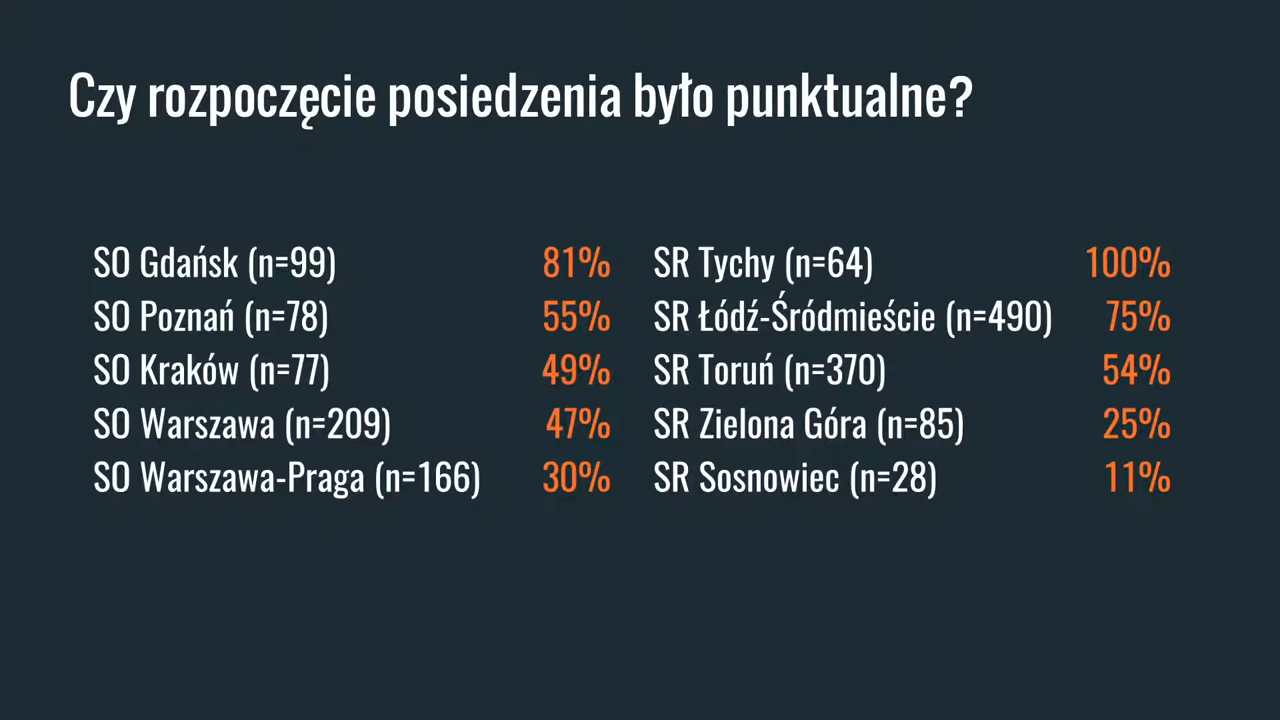 Czy rozpoczęcie posiedzenia było punktualne?
SO Gdańsk (n=99) 81%
SO Poznań (n=78) 55%
SO Kraków (n=77) 49%
SO Warszawa (n=209) 47%
SO Warszawa-Praga (n=166) 30%
SR Tychy (n=64) 100%
SR Łódź-Śródmieście (n=490) 75%
SR Toruń (n=370) 54%
SR Zielona Góra (n=85) 25%
SR Sosnowiec (n=28) 11%